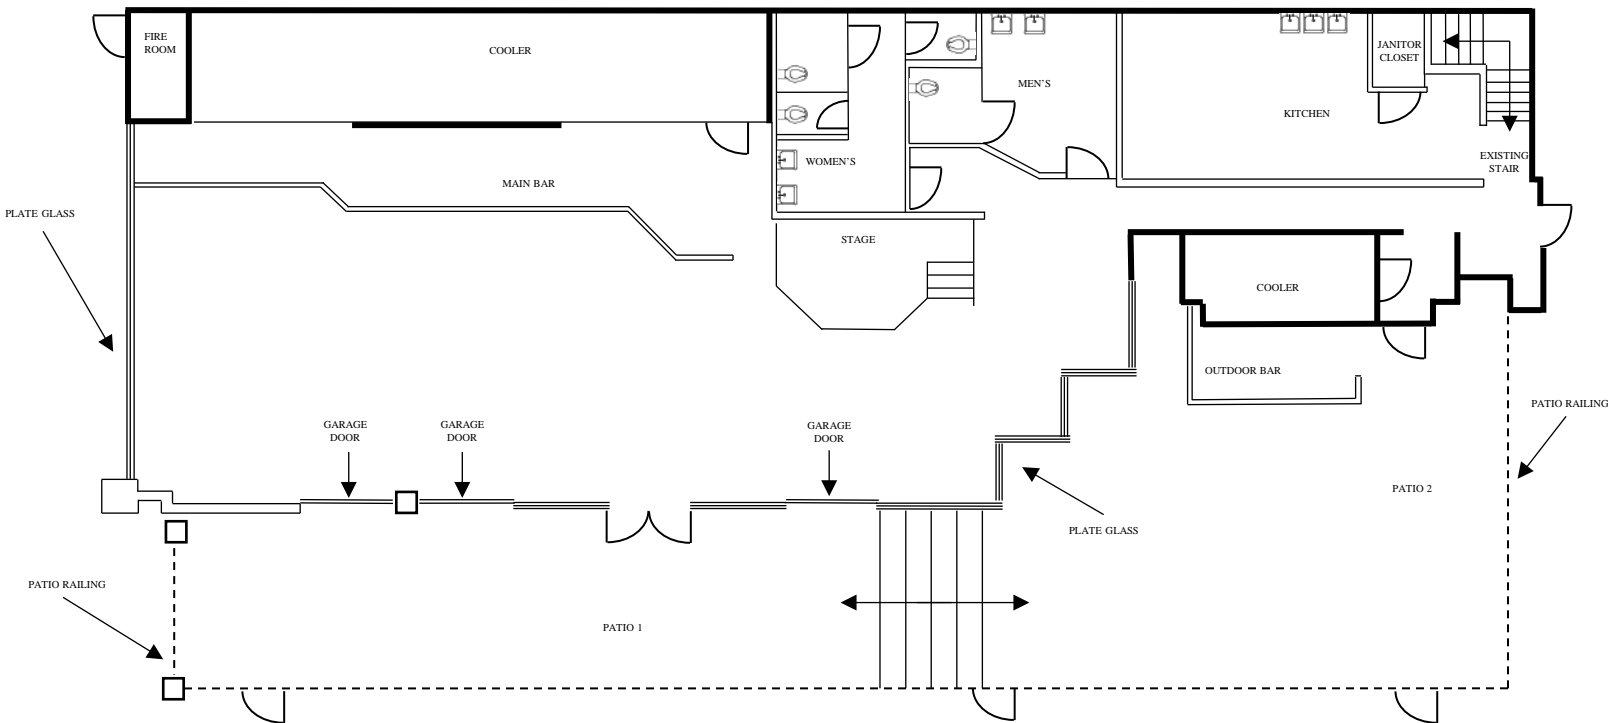 FIRE
ROOM
COOLER
JANITOR
CLOSET
MEN'S
KITCHEN
WOMEN'S
EXISTING
STAIR
MAIN BAR
PLATE GLASS
STAGE
COOLER
OUTDOOR BAR
PATIO RAILING
GARAGE
DOOR
GARAGE
DOOR
GARAGE
DOOR
PATIO 2
PLATE GLASS
PATIO RAILING
PATIO 1